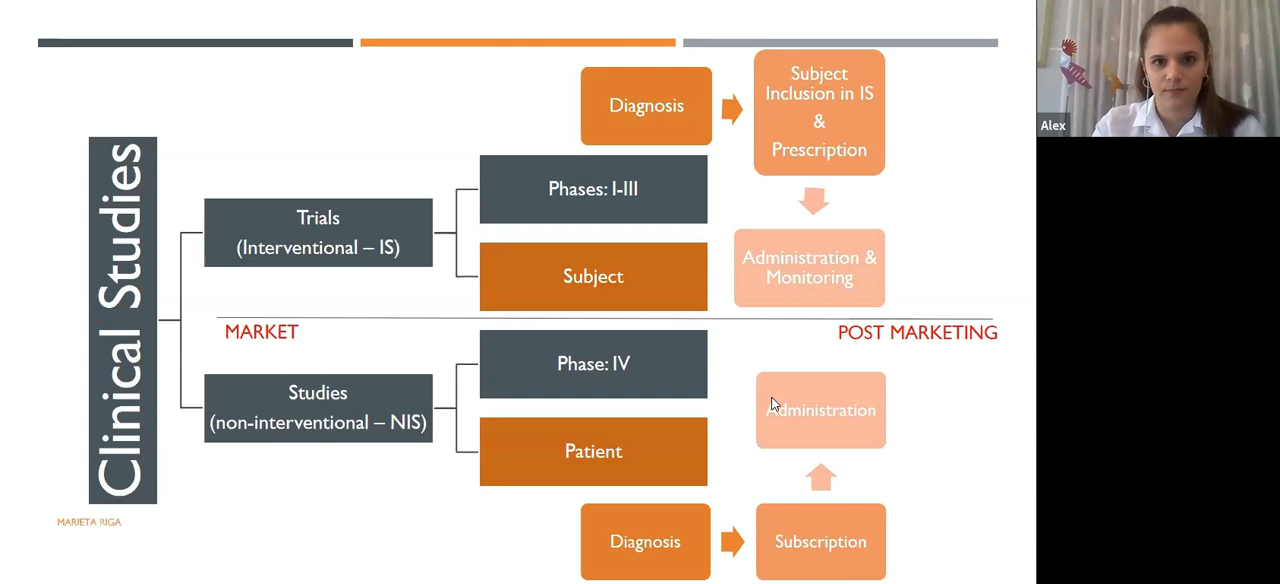 Clinical Studies
Trials
(Interventional – IS)
Phases: I-III
Subject
Diagnosis
Subject
Inclusion in IS
&
Prescription
Administration &
Monitoring
MARKET
POST MARKETING
Studies
(non-interventional – NIS)
Phase: IV
Patient
Administration
Diagnosis
Subscription
MARIETA RIGA
Alex